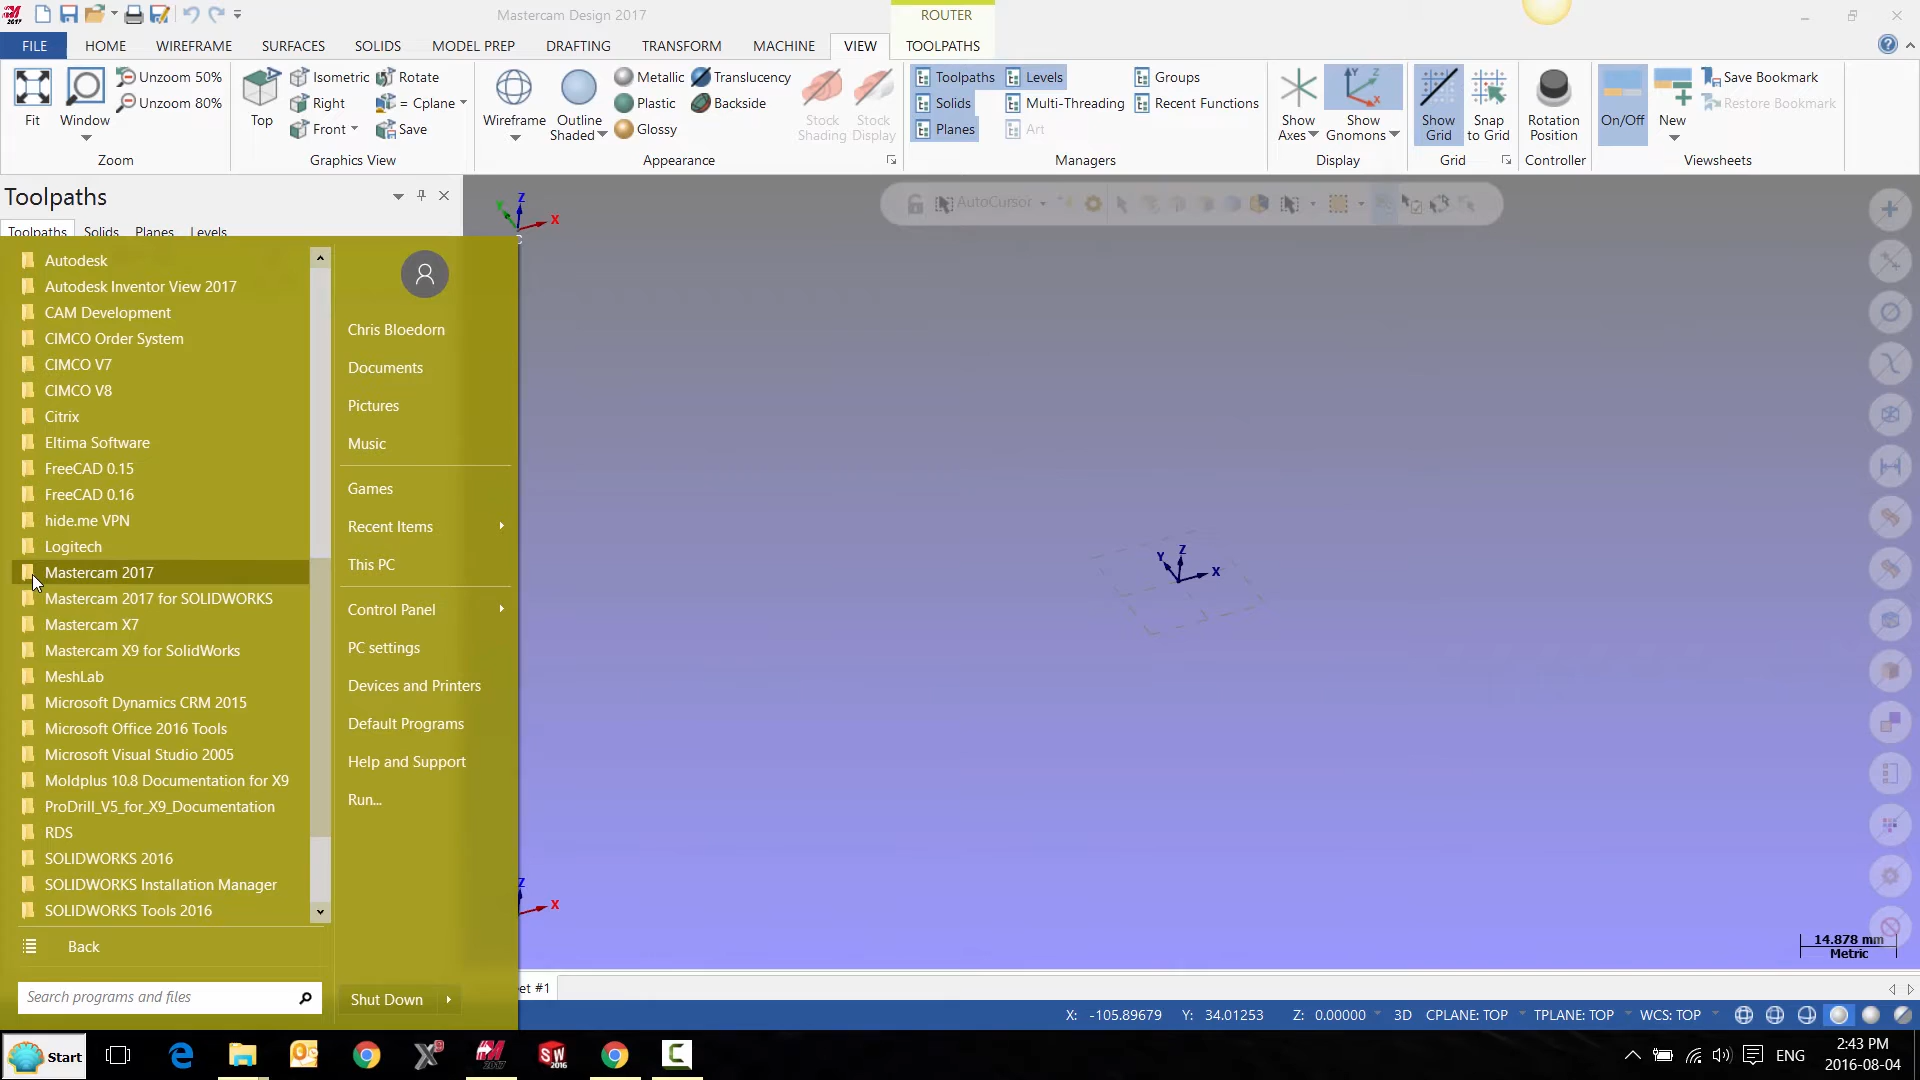 2017
Mastercam Design 2017
ROUTER
FILE HOME WIREFRAME SURFACES SOLIDS MODEL PREP DRAFTING TRANSFORM MACHINE VIEW TOOLPATHS
Fit
Window
Unzoom 50%
Unzoom 80%
Zoom
Top
Isometric
Right
Front
Rotate
= Cplane
Save
Graphics View
Wireframe
Outline
Shaded
Metallic
Plastic
Glossy
Translucency
Backside
Stock
Shading
Stock
Display
Appearance
Toolpaths
Solids
Planes
Levels
Multi-Threading
Art
Groups
Recent Functions
Managers
Show
Axes
Show
Gnomons
Display
Show
Grid
Snap
to Grid
Grid
Rotation
Position
Controller
On/Off
New
Save Bookmark
Restore Bookmark
Viewsheets
Toolpaths
Toolpaths Solids Planes Levels
AutoCursor
Z
Y
X
Autodesk
Autodesk Inventor View 2017
CAM Development
CIMCO Order System
CIMCO V7
CIMCO V8
Citrix
Eltima Software
FreeCAD 0.15
FreeCAD 0.16
hide.me VPN
Logitech
Mastercam 2017
Mastercam 2017 for SOLIDWORKS
Mastercam X7
Mastercam X9 for SolidWorks
MeshLab
Microsoft Dynamics CRM 2015
Microsoft Office 2016 Tools
Microsoft Visual Studio 2005
Moldplus 10.8 Documentation for X9
ProDrill_V5_for_X9_Documentation
RDS
SOLIDWORKS 2016
SOLIDWORKS Installation Manager
SOLIDWORKS Tools 2016
Back
Search programs and files
Chris Bloedorn
Documents
Pictures
Music
Games
Recent Items
This PC
Control Panel
PC settings
Devices and Printers
Default Programs
Help and Support
Run...
Shut Down
Z
Y
X
Z
X
14.878 mm
Metric
et #1
X: -105.89679 Y: 34.01253 Z: 0.00000 3D CPLANE: TOP TPLANE: TOP WCS: TOP
Start
2017
SW
2016
ENG
2:43 PM
2016-08-04